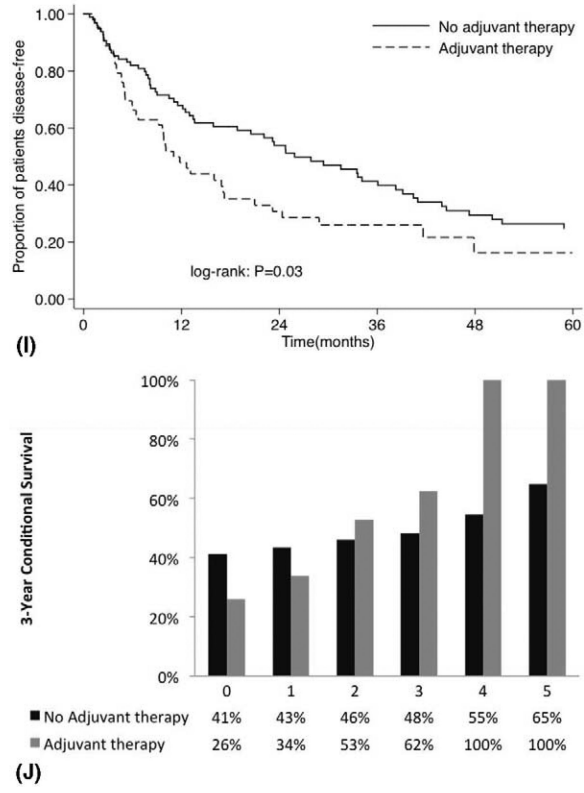 1.00
0.80
0.60
0.40
0.20
0.00
Proportion of patients disease-free
No adjuvant therapy
Adjuvant therapy
log-rank: P=0.03
0 12 24 36 48 60
Time(months)
(I)
100%
80%
60%
40%
20%
0%
3-Year Conditional Survival
0 1 2 3 4 5
No Adjuvant therapy 41% 43% 46% 48% 55% 65%
Adjuvant therapy 26% 34% 53% 62% 100% 100%
(J)